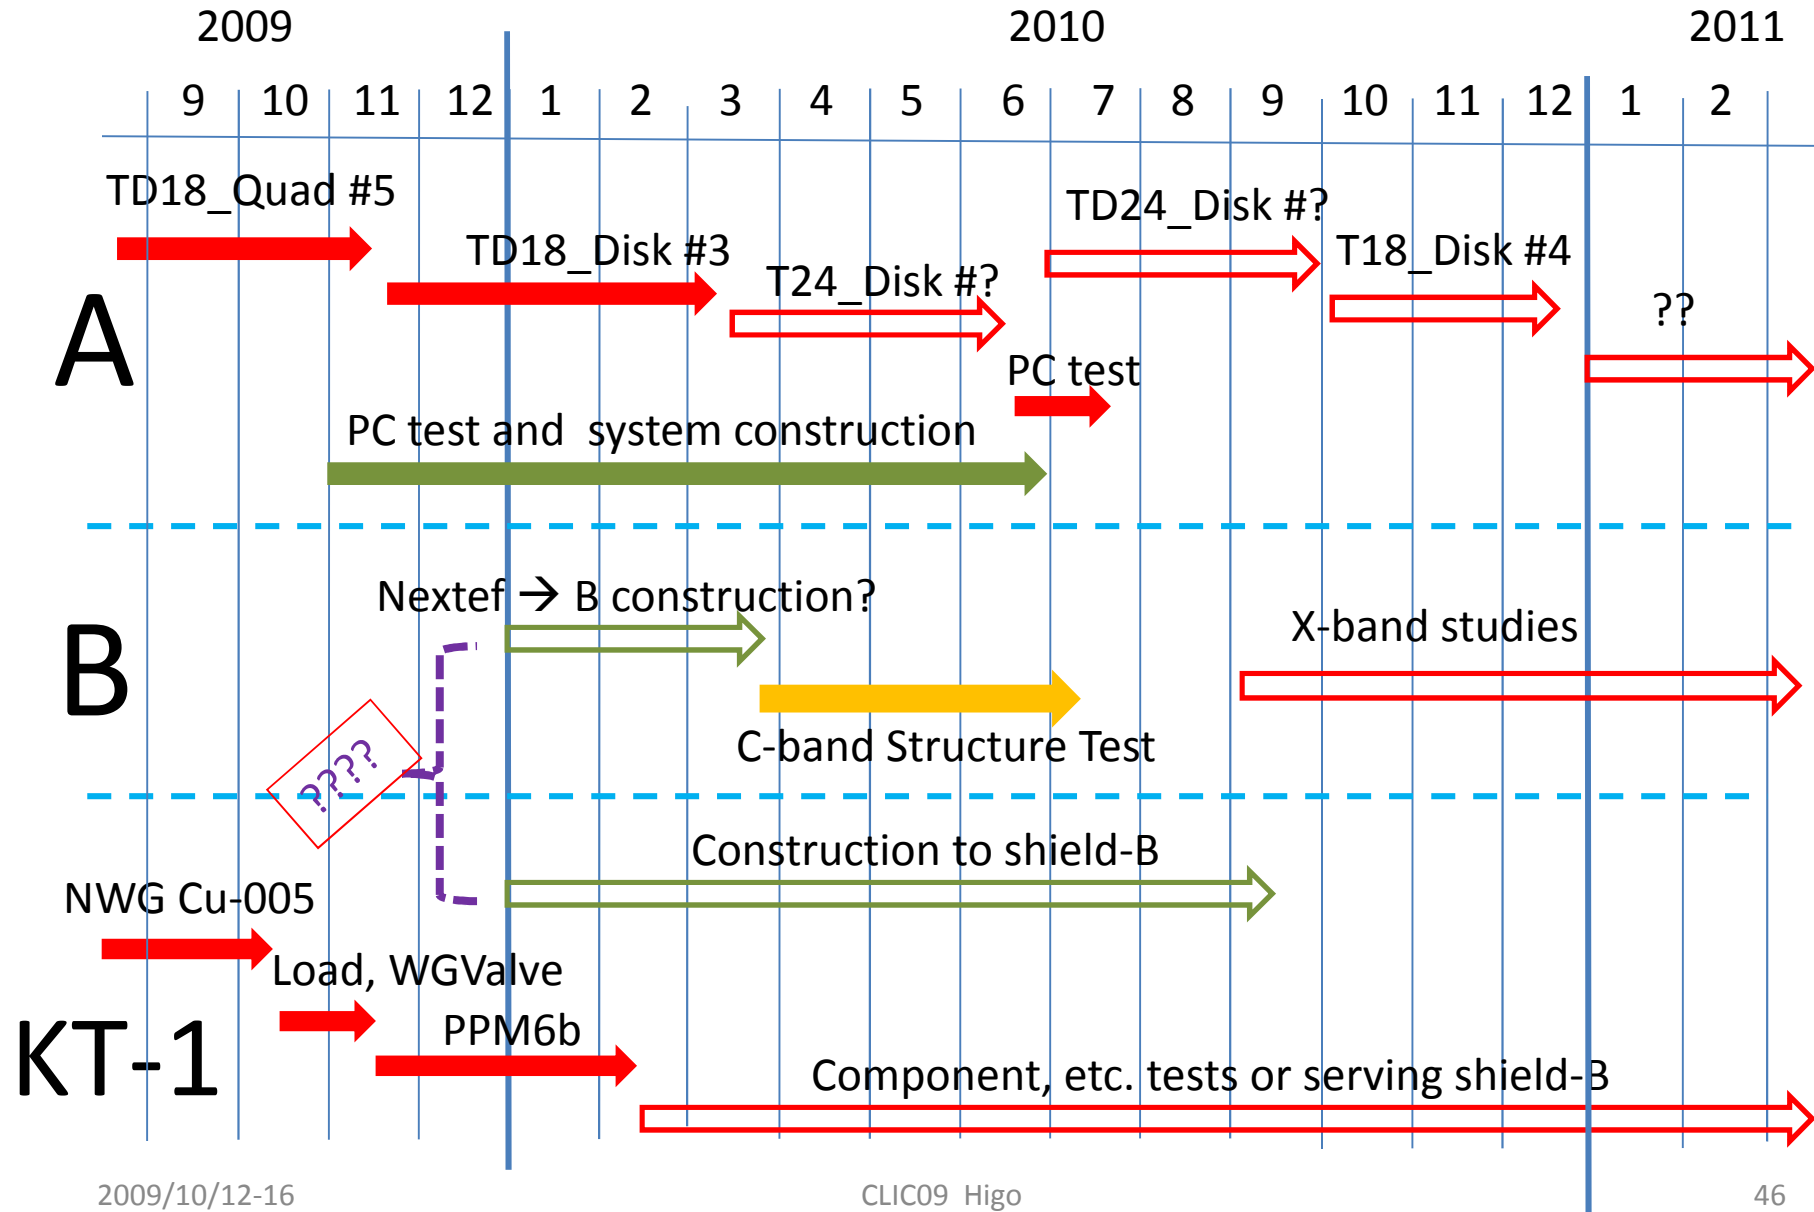 2009 2010 2011
9 10 11 12 1 2 3 4 5 6 7 8 9 10 11 12 1 2
TD18_Quad #5
TD24_Disk #?
TD18_Disk #3
T18_Disk #4
T24_Disk #?
??
A
PC test
PC test and  system construction
Nextef → B construction?
X-band studies
B
C-band Structure Test
????
Construction to shield-B
NWG Cu-005
Load, WGValve
PPM6b
KT-1
Component, etc. tests or serving shield-B
2009/10/12-16 CLIC09  Higo 46